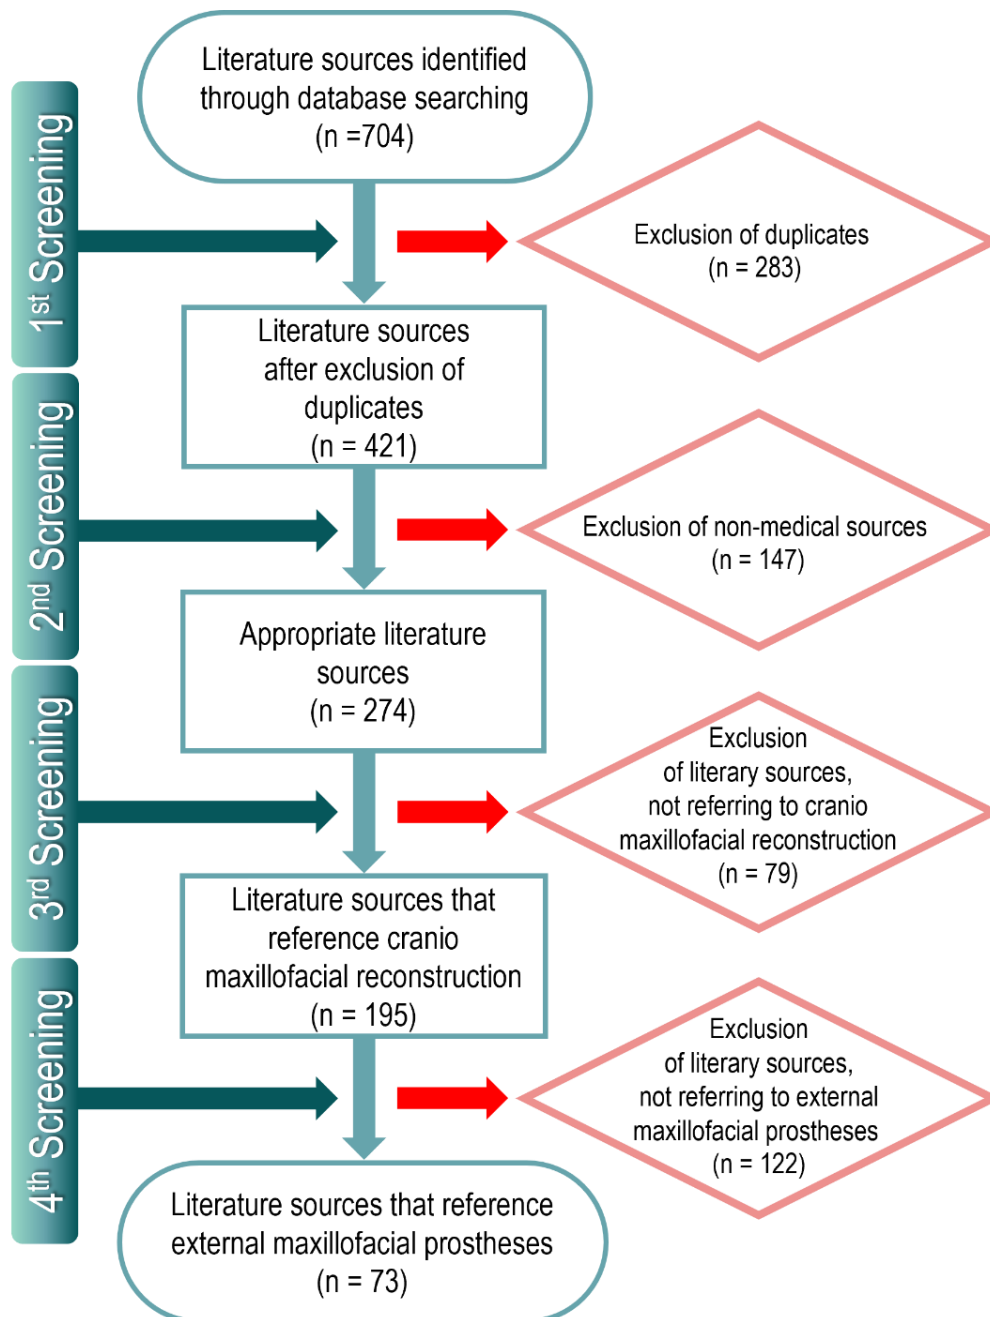 Literature sources identified
through database searching
(n =704)
1st Screening
Exclusion of duplicates
(n = 283)
Literature sources
after exclusion of
duplicates
(n = 421)
2nd Screening
Exclusion of non-medical sources
(n = 147)
Appropriate literature
sources
(n = 274)
3rd Screening
Exclusion
of literary sources,
not referring to cranio
maxillofacial reconstruction
(n = 79)
Literature sources that
reference cranio
maxillofacial reconstruction
(n = 195)
4th Screening
Exclusion
of literary sources,
not referring to external
maxillofacial prostheses
(n = 122)
Literature sources that reference
external maxillofacial prostheses
(n = 73)